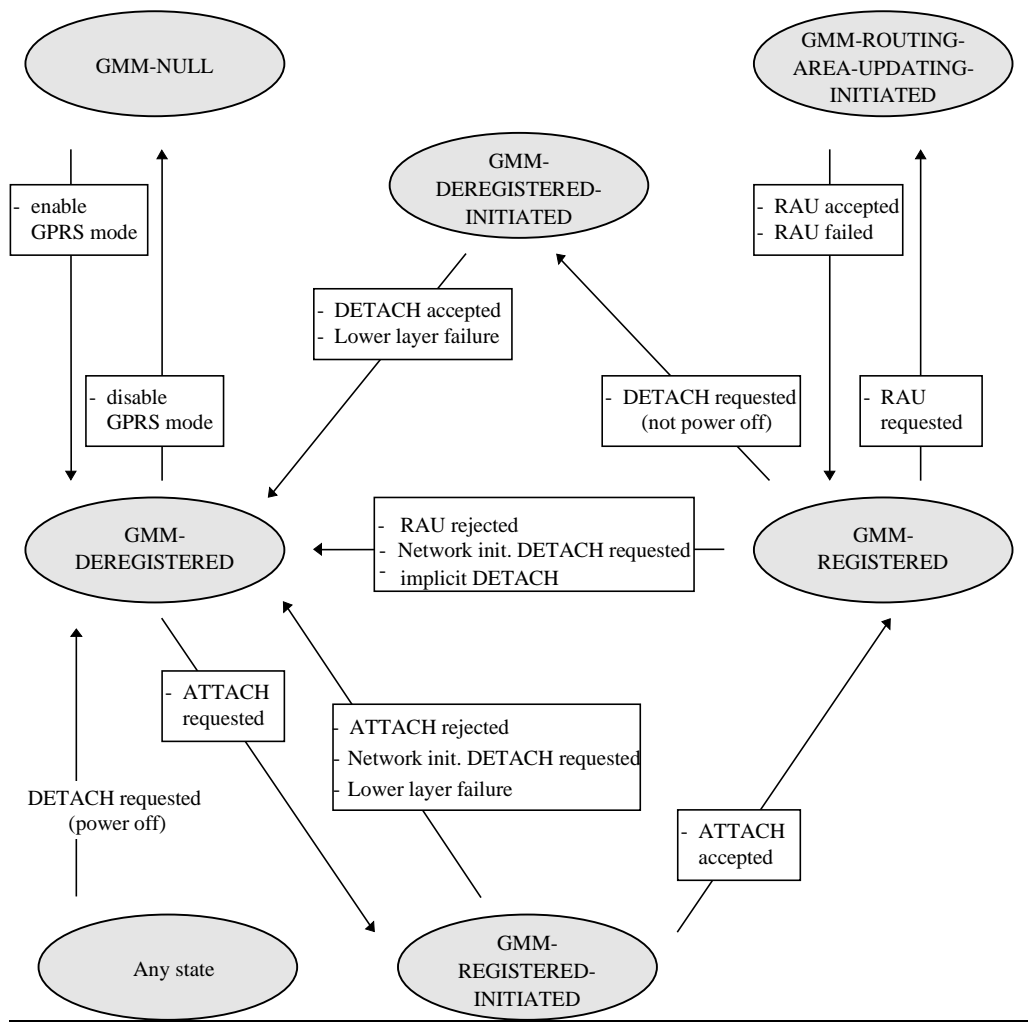 GMM-NULL
GMM-ROUTING-
AREA-UPDATING-
INITIATED
GMM-
DEREGISTERED-
INITIATED
- enable
GPRS mode
- RAU accepted
- RAU failed
- DETACH accepted
- Lower layer failure
- disable
GPRS mode
- DETACH requested
(not power off)
- RAU
requested
GMM-
DEREGISTERED
- RAU rejected
- Network init. DETACH requested
- implicit DETACH
GMM-
REGISTERED
- ATTACH
requested
- ATTACH rejected
- Network init. DETACH requested
- Lower layer failure
DETACH requested
(power off)
- ATTACH
accepted
Any state
GMM-
REGISTERED-
INITIATED